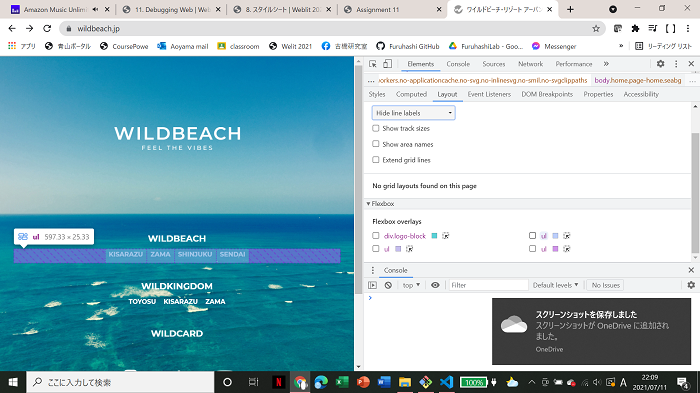 Amazon Music Unlim
11. Debugging Web | Web
8. スタイルシート | Weblit 20
Assignment 11
ワイルドビーチ・リゾート アーバン
wildbeach.jp
アプリ
青山ポータル
CoursePowe
Aoyama mail
classroom
Welit 2021
古橋研究室
Furuhashi GitHub
FuruhashiLab - Goo...
Messenger
»
リーディング リスト
Elements
Console
Sources
Network
Performance
»
...
vorkers.no-applicationcache.no-svg.no-inlinesvg.no-smil.no-svgclippaths
body.home.page-home.seabg
Styles
Computed
Layout
Event Listeners
DOM Breakpoints
Properties
Accessibility
Hide line labels
Show track sizes
Show area names
Extend grid lines
No grid layouts found on this page
Flexbox
Flexbox overlays
div.logo-block
ul
ul
ul
Console
top
Filter
Default levels
No Issues
WILDBEACH
FEEL THE VIBES
ul 597.33 × 25.33
WILDBEACH
KISARAZU ZAMA SHINJUKU SENDAI
WILDKINGDOM
TOYOSU KISARAZU ZAMA
WILDCARD
スクリーンショットを保存しました
スクリーンショットが OneDrive に追加され
ました。
OneDrive
ここに入力して検索
100%
A
22:09
2021/07/11
4